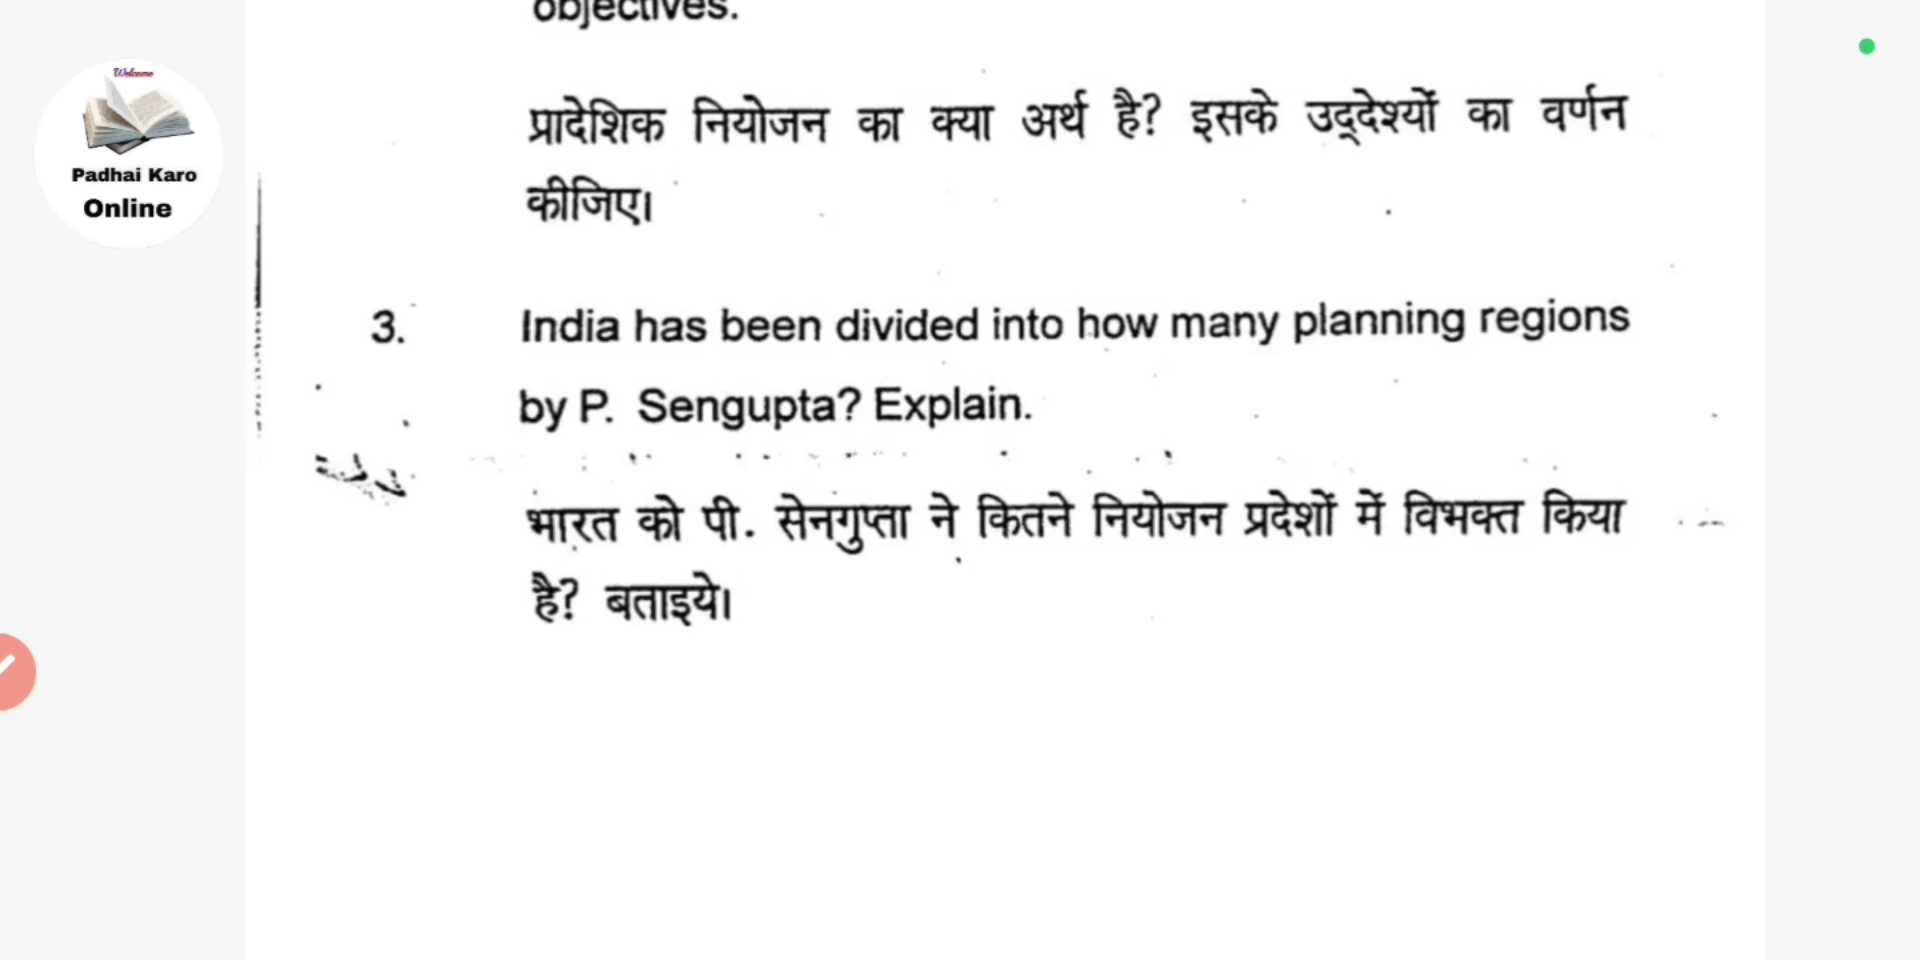 objectives.
Welcome
Padhai Karo
Online
प्रादेशिक नियोजन का क्या अर्थ है? इसके उद्देश्यों का वर्णन
कीजिए।
3. India has been divided into how many planning regions
by P. Sengupta? Explain.
भारत को पी. सेनगुप्ता ने कितने नियोजन प्रदेशों में विभक्त किया
है? बताइये।